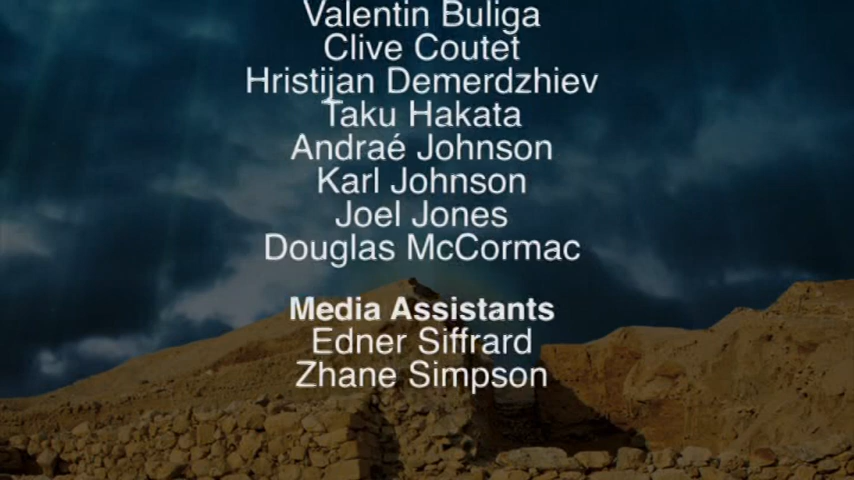 Valentin Buliga
Clive Coutet
Hristijan Demerdzhiev
Taku Hakata
Andraé Johnson
Karl Johnson
Joel Jones
Douglas McCormac
Media Assistants
Edner Siffrard
Zhane Simpson